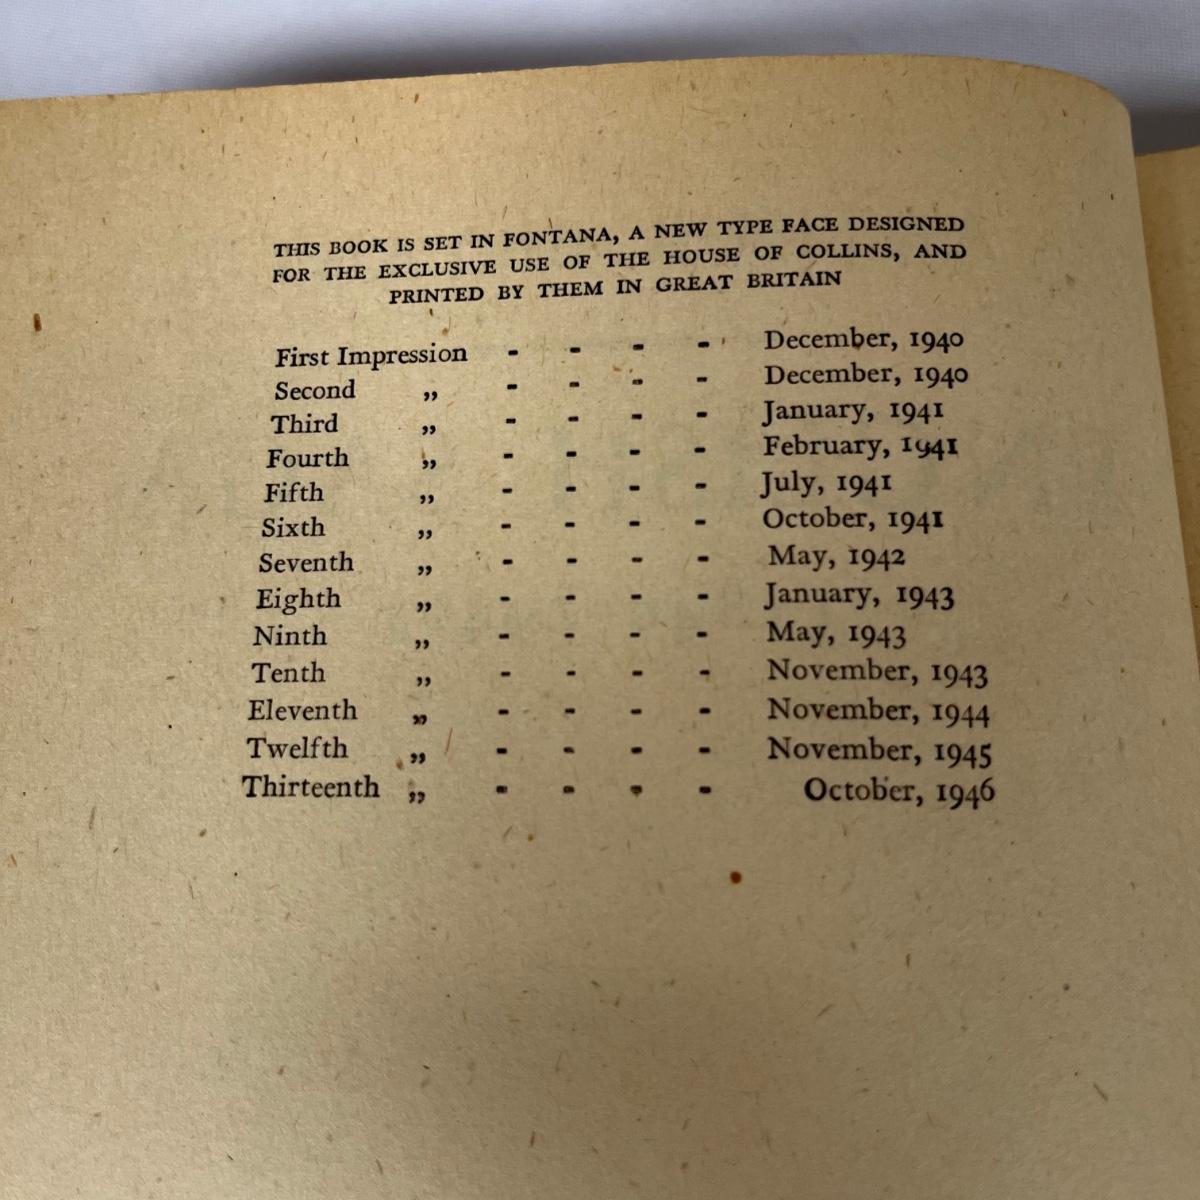 THIS BOOK IS SET IN FONTANA, A NEW TYPE FACE DESIGNED
FOR THE EXCLUSIVE USE OF THE HOUSE OF COLLINS, AND
PRINTED BY THEM IN GREAT BRITAIN
First Impression - - - - December, 1940
Second „ - - - - December, 1940
Third „ - - - - January, 1941
Fourth „ - - - - February, 1941
Fifth „ - - - - July, 1941
Sixth „ - - - - October, 1941
Seventh „ - - - - May, 1942
Eighth „ - - - - January, 1943
Ninth „ - - - - May, 1943
Tenth „ - - - - November, 1943
Eleventh „ - - - - November, 1944
Twelfth „ - - - - November, 1945
Thirteenth „ - - - - October, 1946